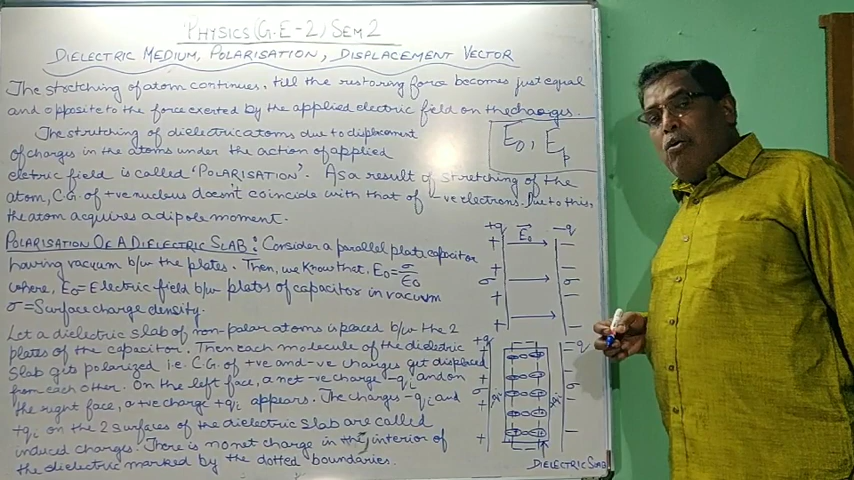 PHYSICS (G.E-2) SEM 2
DIELECTRIC MEDIUM, POLARISATION, DISPLACEMENT VECTOR
The stretching of atom continues, till the restoring force becomes just equal
and opposite to the force exerted by the applied electric field on the charges.
The stretching of dielectric atoms due to displacement
of charges in the atoms under the action of applied
eletric field is called 'POLARISATION'. As a result of stretching of the
atom, C.G. of +ve nucleus doesn't coincide with that of -ve electrons. Due to this,
the atom acquires a dipole moment.
E₀, Eₚ
POLARISATION OF A DIELECTRIC SLAB: Consider a parallel plate capacitor
having vacuum b/w the plates. Then, we know that, E₀ = σ/ε₀
where, E₀ = Electric field b/w plates of capacitor in vacuum
σ = Surface charge density.
Let a dielectric slab of non-polar atoms is placed b/w the 2
plates of the capacitor. Then each molecule of the dieletric
slab gets polarized i.e. C.G. of +ve and -ve charges get displaced
from each other. On the left face, a net -ve charge -qᵢ and on
the right face, a +ve charge +qᵢ appears. The charges -qᵢ and
+qᵢ on the 2 surfaces of the dielectric slab are called
induced charges. There is no net charge in the interior of
the dielectric marked by the dotted boundaries.
+q E₀ -q
+ −
+ −
σ σ
+ −
+ −
+q -q
+ −
+ −
σ σ
+ −
+ −
DIELECTRIC SLAB